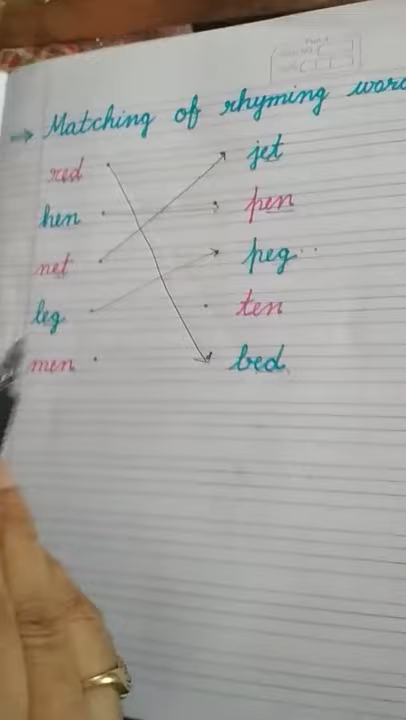 → Matching of rhyming word
red jet
hen pen
net peg
leg ten
men bed